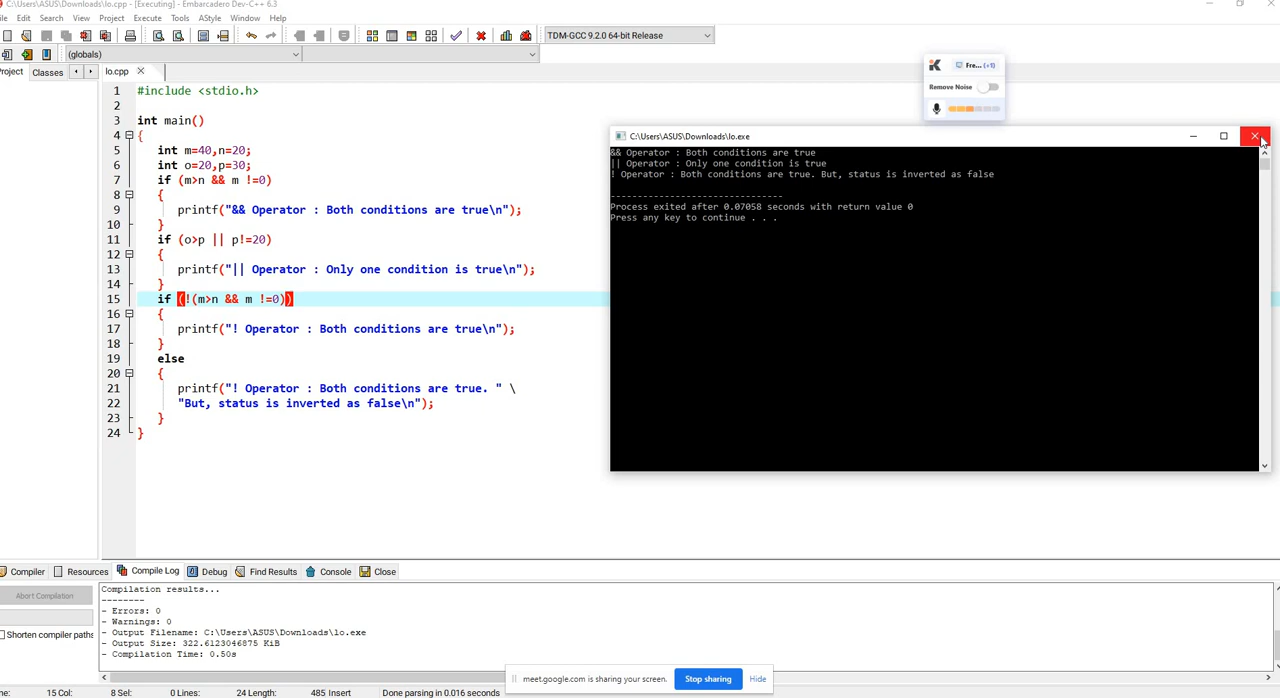 C:\Users\ASUS\Downloads\lo.cpp - [Executing] - Embarcadero Dev-C++ 6.3
File Edit Search View Project Execute Tools AStyle Window Help
TDM-GCC 9.2.0 64-bit Release
(globals)
Project Classes
lo.cpp
Fre... (+1)
Remove Noise
1 #include <stdio.h>
2
3 int main()
4 {
5 int m=40,n=20;
6 int o=20,p=30;
7 if (m>n && m !=0)
8 {
9 printf("&& Operator : Both conditions are true\n");
10 }
11 if (o>p || p!=20)
12 {
13 printf("|| Operator : Only one condition is true\n");
14 }
15 if (!(m>n && m !=0))
16 {
17 printf("! Operator : Both conditions are true\n");
18 }
19 else
20 {
21 printf("! Operator : Both conditions are true. " \
22 "But, status is inverted as false\n");
23 }
24 }
C:\Users\ASUS\Downloads\lo.exe
&& Operator : Both conditions are true
|| Operator : Only one condition is true
! Operator : Both conditions are true. But, status is inverted as false
--------------------------------
Process exited after 0.07058 seconds with return value 0
Press any key to continue . . .
Compiler Resources Compile Log Debug Find Results Console Close
Abort Compilation
Shorten compiler paths
Compilation results...
--------
- Errors: 0
- Warnings: 0
- Output Filename: C:\Users\ASUS\Downloads\lo.exe
- Output Size: 322.6123046875 KiB
- Compilation Time: 0.50s
meet.google.com is sharing your screen. Stop sharing Hide
ne: 15 Col: 8 Sel: 0 Lines: 24 Length: 485 Insert Done parsing in 0.016 seconds